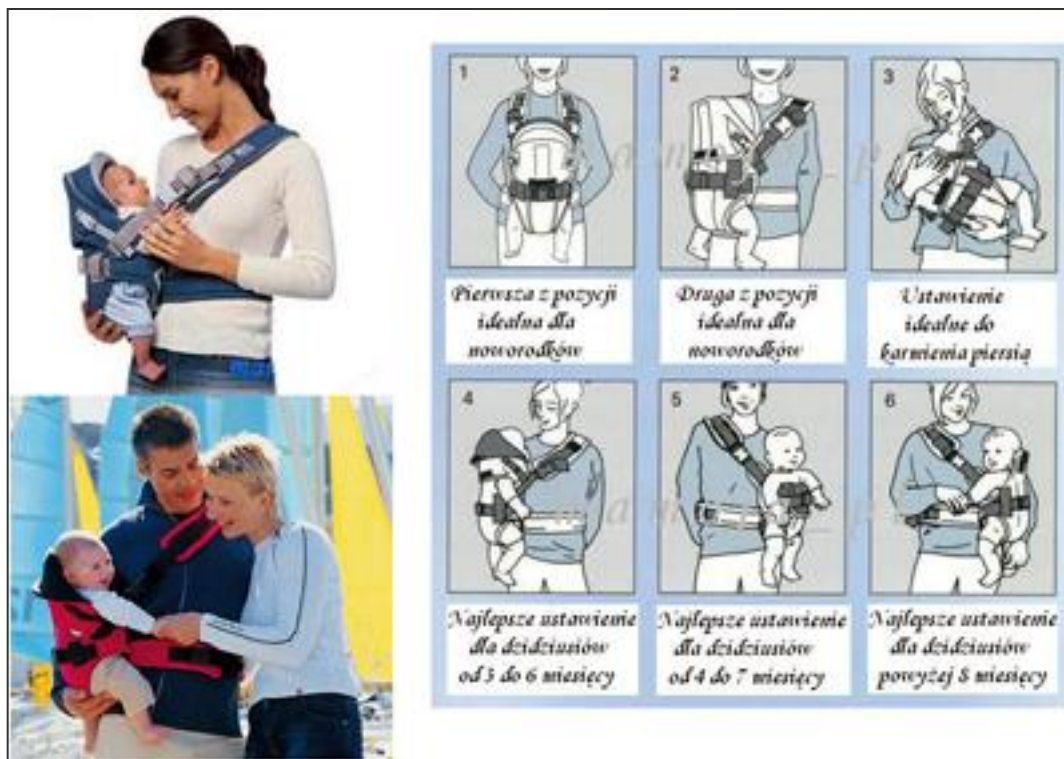 1
2
3
Pierwsza z pozycji
idealna dla
noworodków
Druga z pozycji
idealna dla
noworodków
Ustawienie
idealne do
karmienia piersią
4
5
6
Najlepsze ustawienie
dla dzidziusiów
od 3 do 6 miesięcy
Najlepsze ustawienie
dla dzidziusiów
od 4 do 7 miesięcy
Najlepsze ustawienie
dla dzidziusiów
powyżej 8 miesięcy